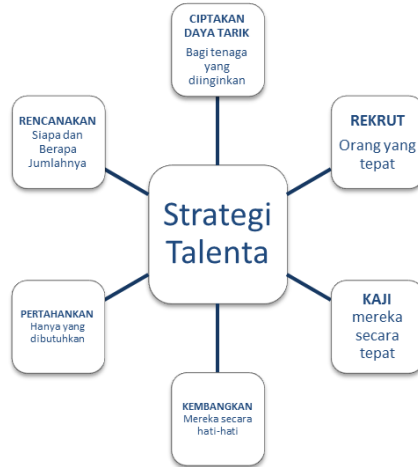 CIPTAKAN
DAYA TARIK
Bagi tenaga
yang
diinginkan
RENCANAKAN
Siapa dan
Berapa
Jumlahnya
REKRUT
Orang yang
tepat
Strategi
Talenta
PERTAHANKAN
Hanya yang
dibutuhkan
KAJI
mereka
secara
tepat
KEMBANGKAN
Mereka secara
hati-hati